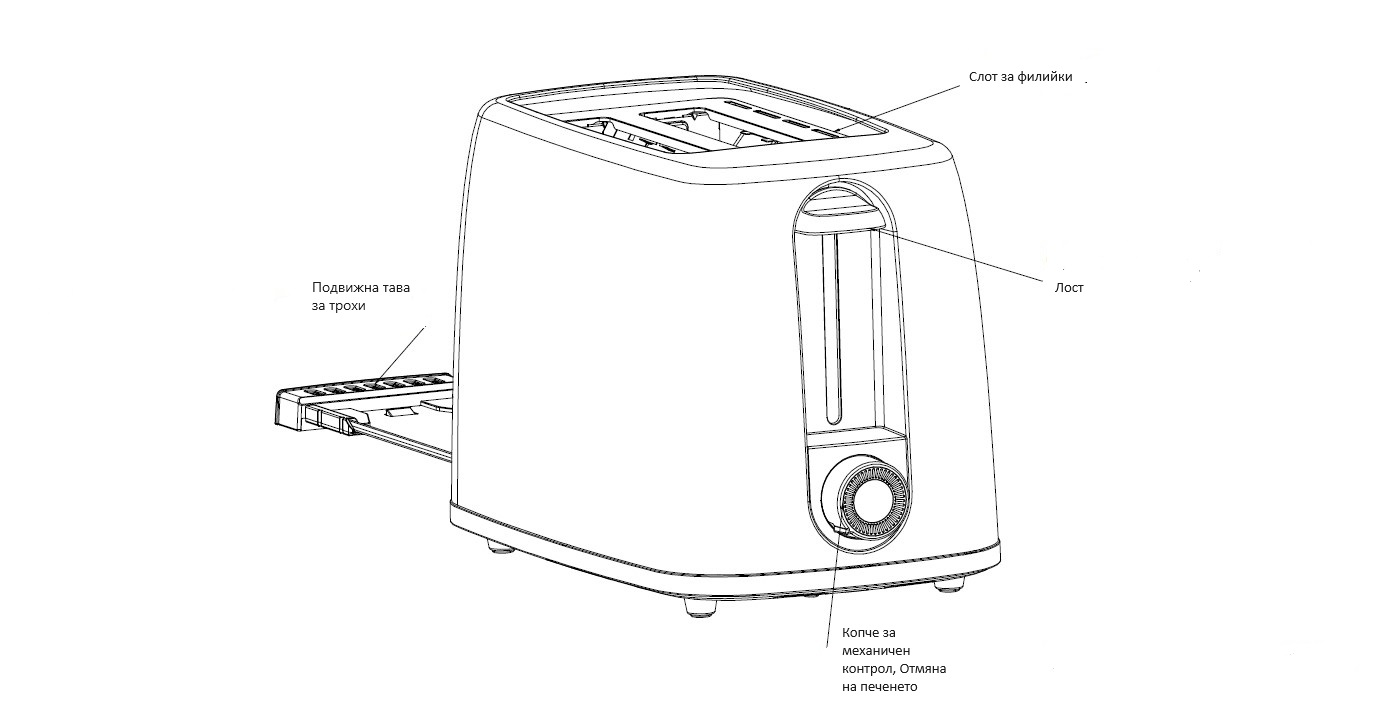 Слот за филийки
Лост
Подвижна тава
за трохи
Копче за
механичен
контрол, Отмяна
на печенето